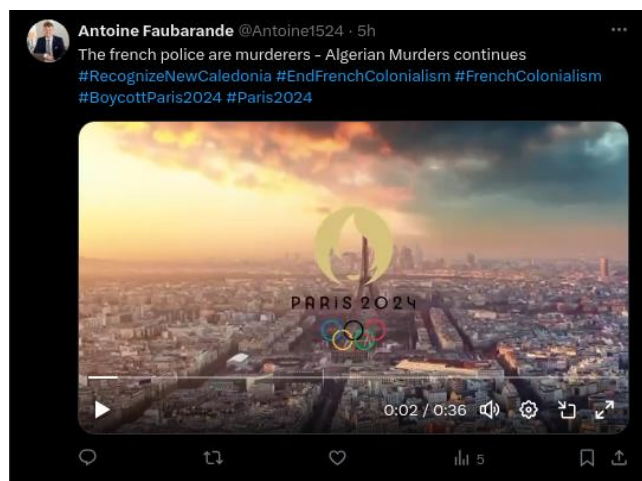 Antoine Faubarande @Antoine1524 · 5h
The french police are murderers - Algerian Murders continues
#RecognizeNewCaledonia #EndFrenchColonialism #FrenchColonialism
#BoycottParis2024 #Paris2024
PARIS 2024
0:02 / 0:36
5